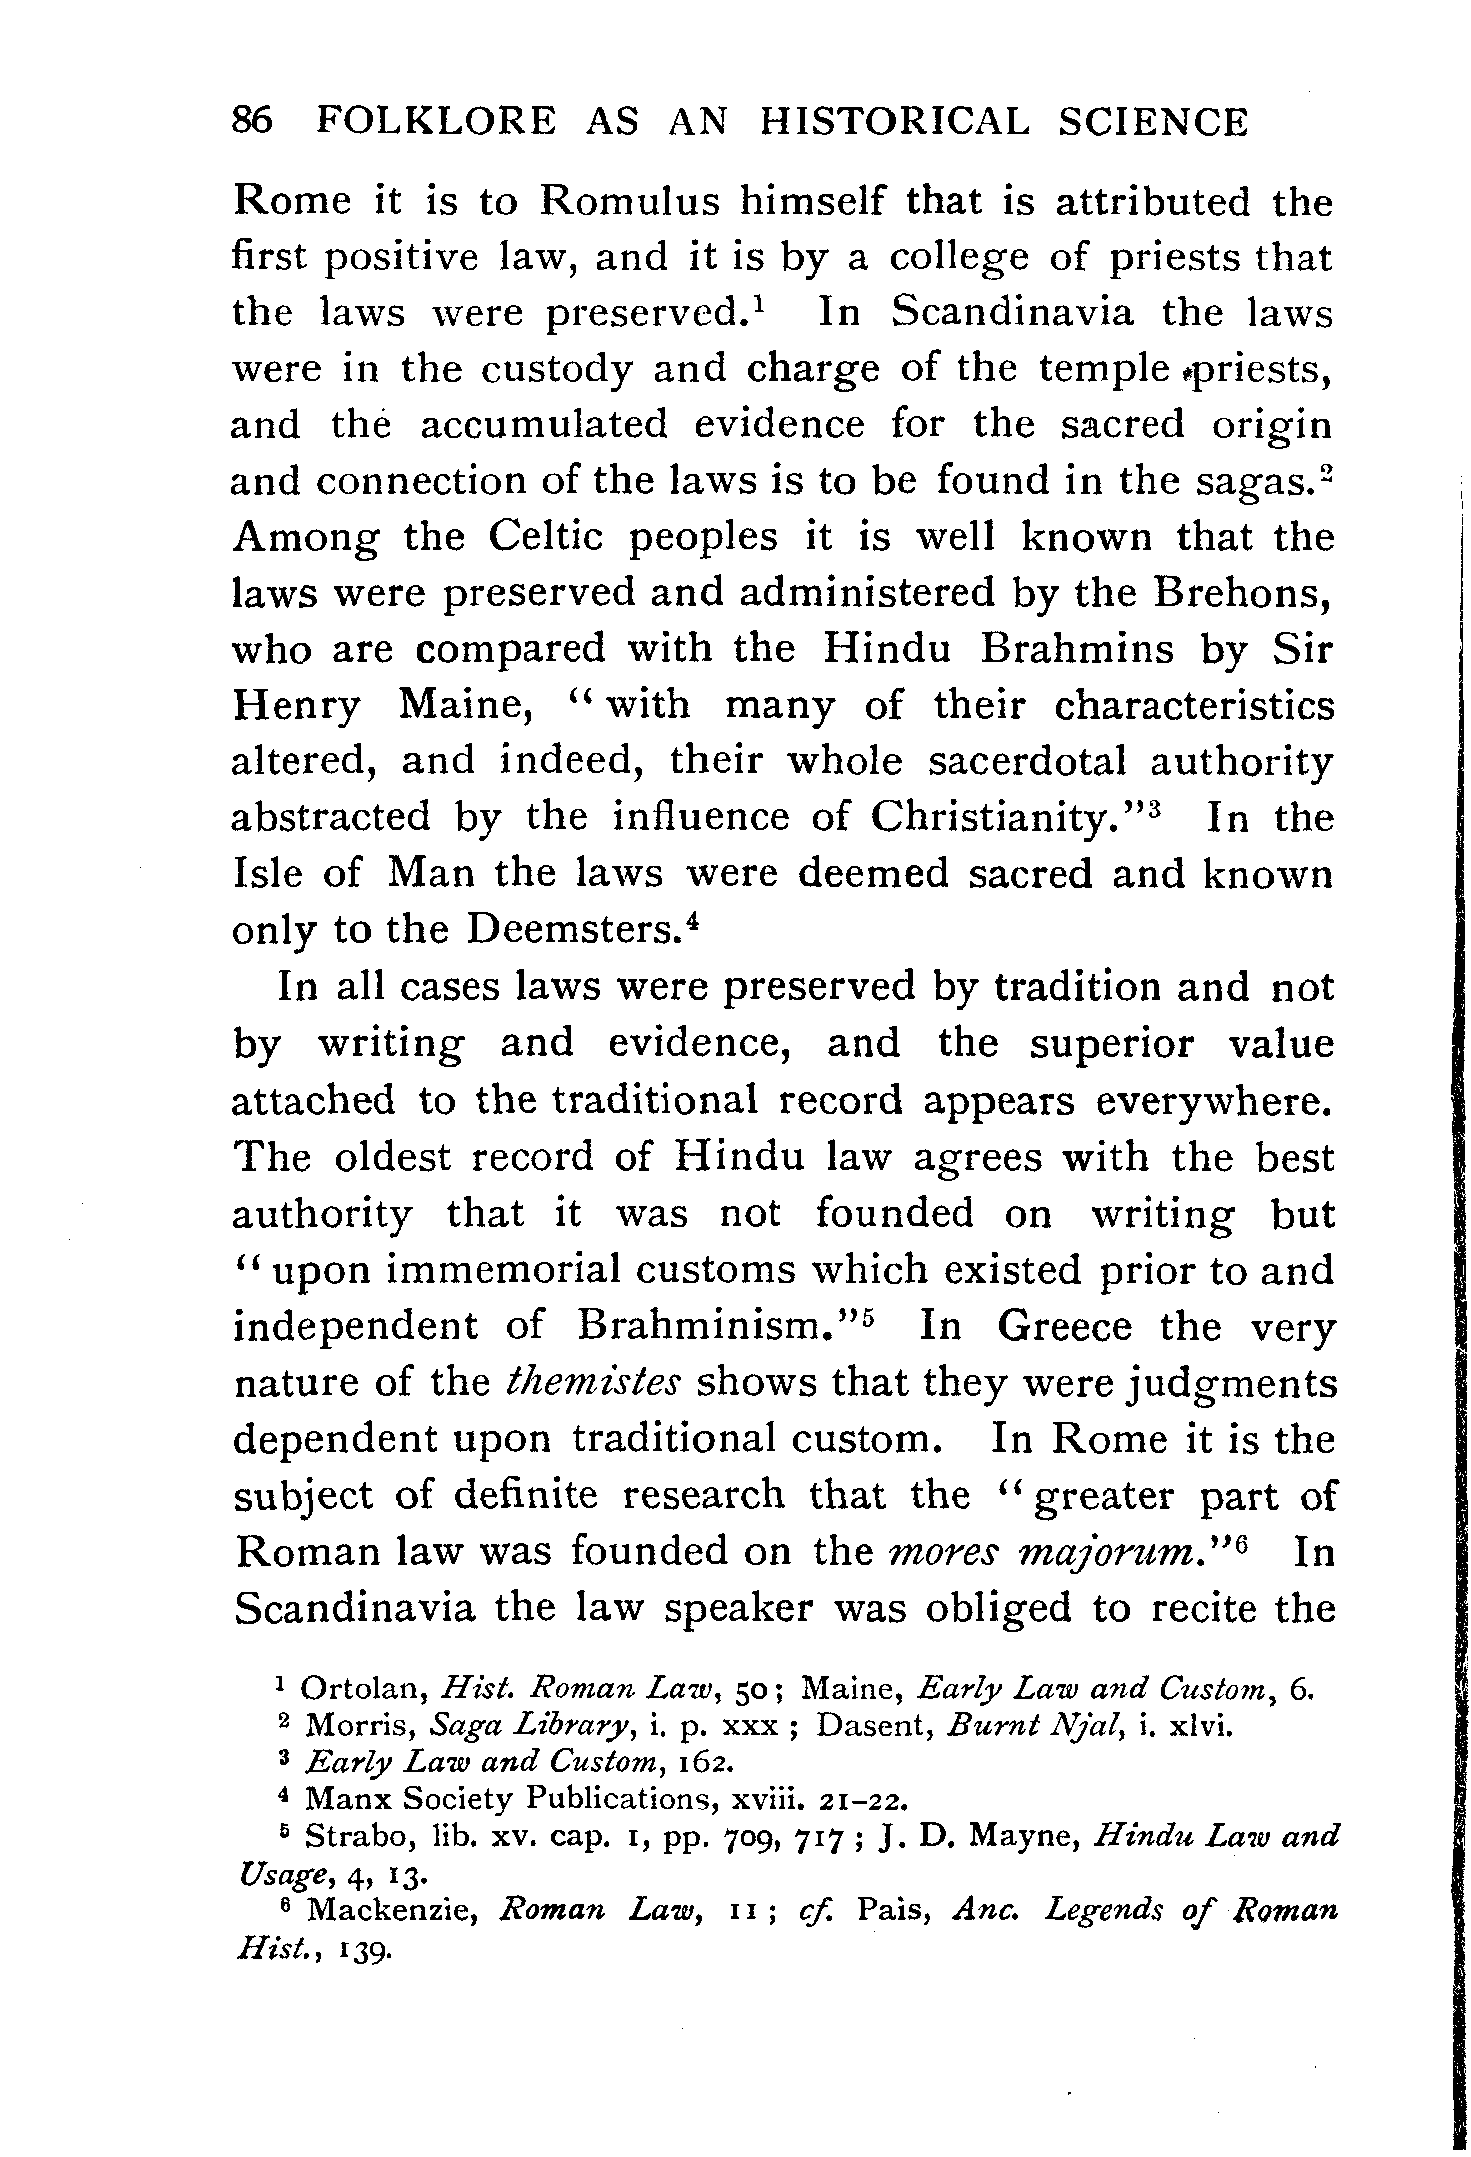 86 FOLKLORE AS AN HISTORICAL SCIENCE
Rome it is to Romulus himself that is attributed the
first positive law, and it is by a college of priests that
the laws were preserved.¹ In Scandinavia the laws
were in the custody and charge of the temple priests,
and the accumulated evidence for the sacred origin
and connection of the laws is to be found in the sagas.²
Among the Celtic peoples it is well known that the
laws were preserved and administered by the Brehons,
who are compared with the Hindu Brahmins by Sir
Henry Maine, “with many of their characteristics
altered, and indeed, their whole sacerdotal authority
abstracted by the influence of Christianity.”³ In the
Isle of Man the laws were deemed sacred and known
only to the Deemsters.⁴
In all cases laws were preserved by tradition and not
by writing and evidence, and the superior value
attached to the traditional record appears everywhere.
The oldest record of Hindu law agrees with the best
authority that it was not founded on writing but
“upon immemorial customs which existed prior to and
independent of Brahminism.”⁵ In Greece the very
nature of the themistes shows that they were judgments
dependent upon traditional custom. In Rome it is the
subject of definite research that the “greater part of
Roman law was founded on the mores majorum.”⁶ In
Scandinavia the law speaker was obliged to recite the
¹ Ortolan, Hist. Roman Law, 50; Maine, Early Law and Custom, 6.
² Morris, Saga Library, i. p. xxx; Dasent, Burnt Njal, i. xlvi.
³ Early Law and Custom, 162.
⁴ Manx Society Publications, xviii. 21–22.
⁵ Strabo, lib. xv. cap. 1, pp. 709, 717; J. D. Mayne, Hindu Law and
Usage, 4, 13.
⁶ Mackenzie, Roman Law, 11; cf. Pais, Anc. Legends of Roman
Hist., 139.